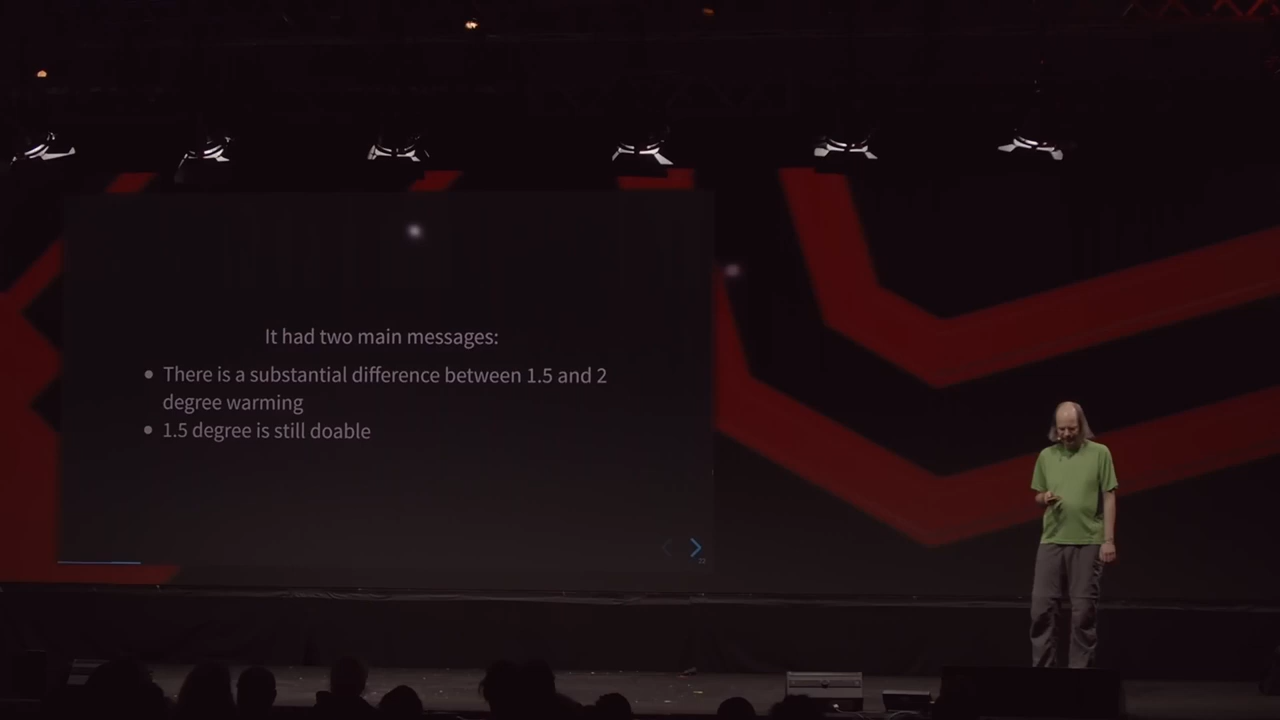 It had two main messages:
• There is a substantial difference between 1.5 and 2
degree warming
• 1.5 degree is still doable